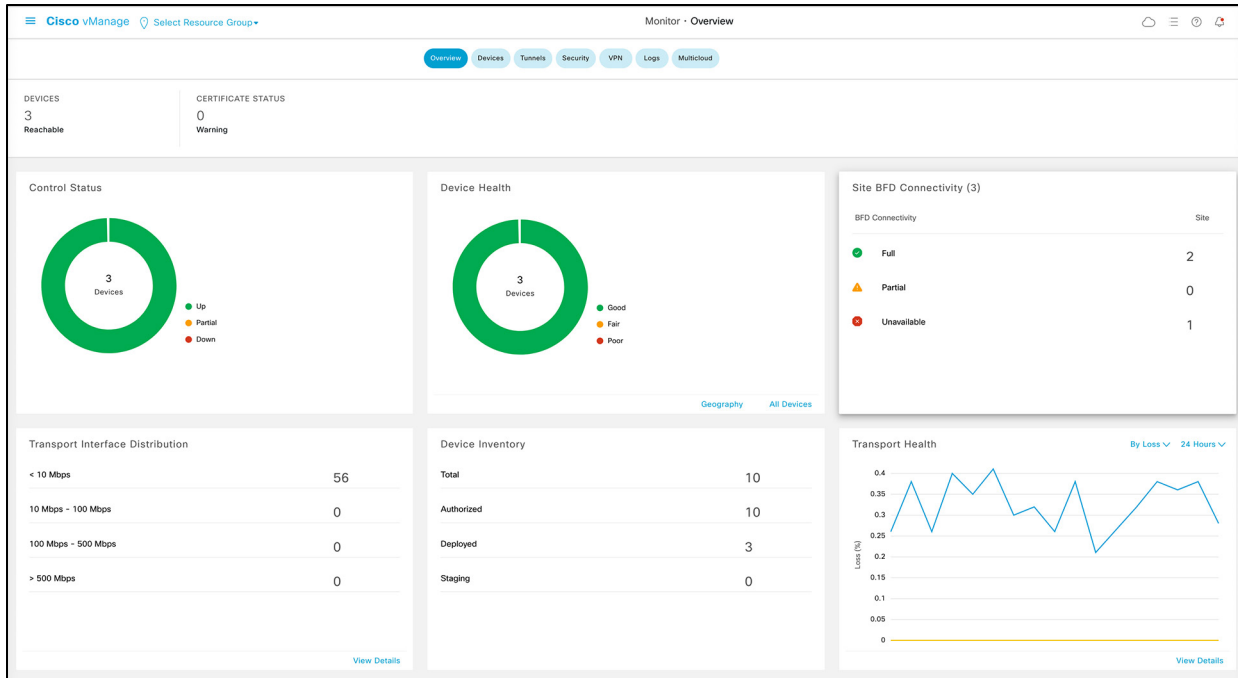 Cisco vManage Select Resource Group Monitor · Overview
Overview Devices Tunnels Security VPN Logs Multicloud
DEVICES
3
Reachable
CERTIFICATE STATUS
0
Warning
Control Status
3
Devices
Up
Partial
Down
Device Health
3
Devices
Good
Fair
Poor
Geography All Devices
Site BFD Connectivity (3)
BFD Connectivity Site
Full 2
Partial 0
Unavailable 1
Transport Interface Distribution
< 10 Mbps 56
10 Mbps - 100 Mbps 0
100 Mbps - 500 Mbps 0
> 500 Mbps 0
View Details
Device Inventory
Total 10
Authorized 10
Deployed 3
Staging 0
Transport Health By Loss 24 Hours
Loss (%)
0.4
0.35
0.3
0.25
0.2
0.15
0.1
0.05
0
View Details